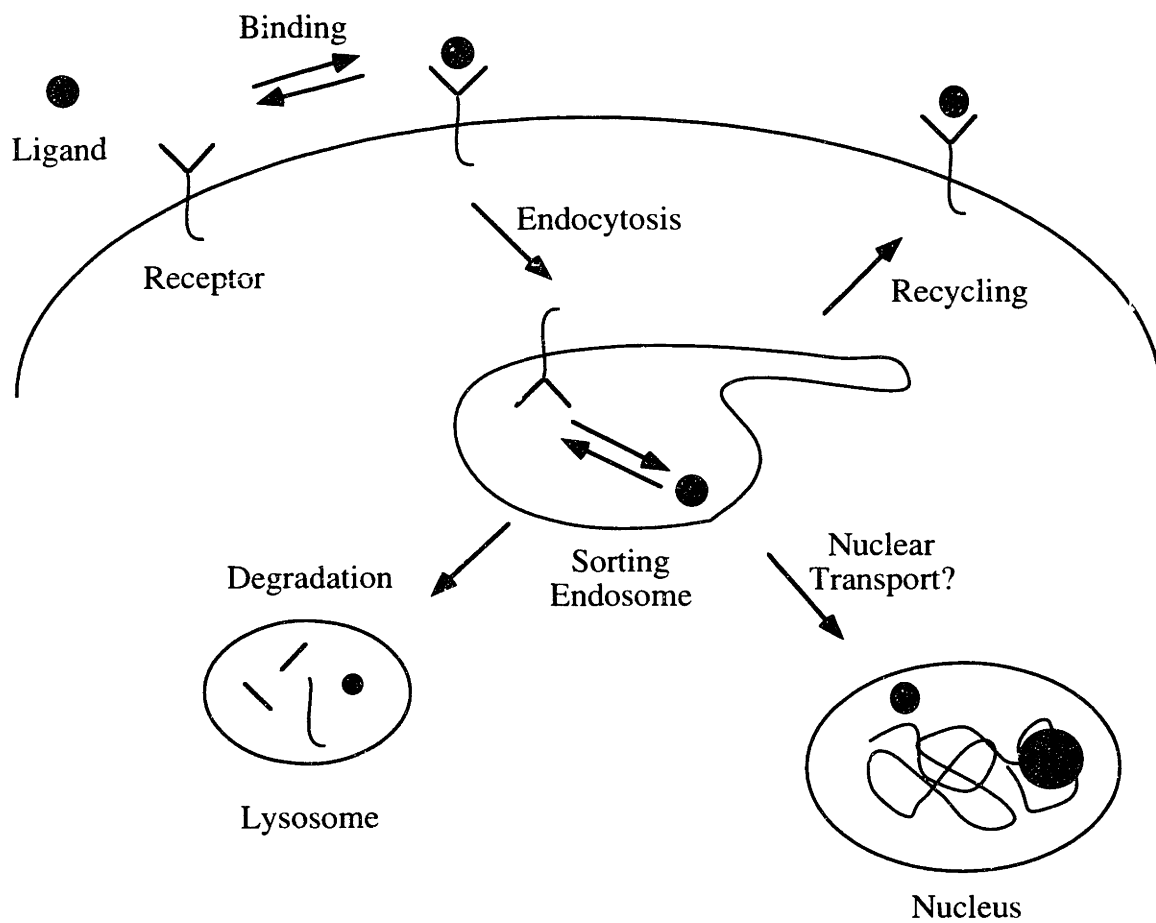 Binding
Ligand
Receptor
Endocytosis
Recycling
Sorting
Endosome
Nuclear
Transport?
Degradation
Lysosome
Nucleus